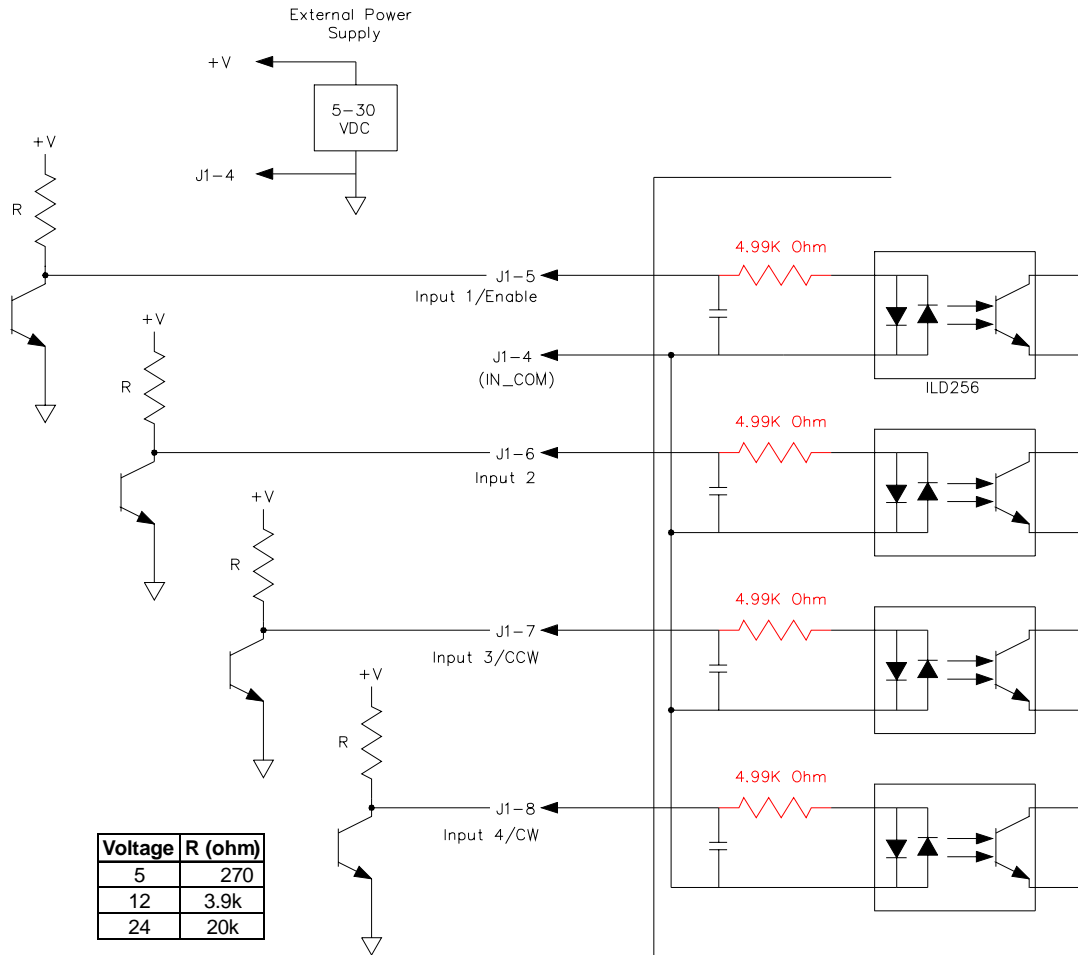 External Power
Supply
+V
5-30
VDC
J1-4
+V
R
4.99K Ohm
J1-5
Input 1/Enable
J1-4
(IN_COM)
ILD256
+V
R
4.99K Ohm
J1-6
Input 2
+V
R
4.99K Ohm
J1-7
Input 3/CCW
+V
R
4.99K Ohm
J1-8
Input 4/CW
Voltage R (ohm)
5 270
12 3.9k
24 20k